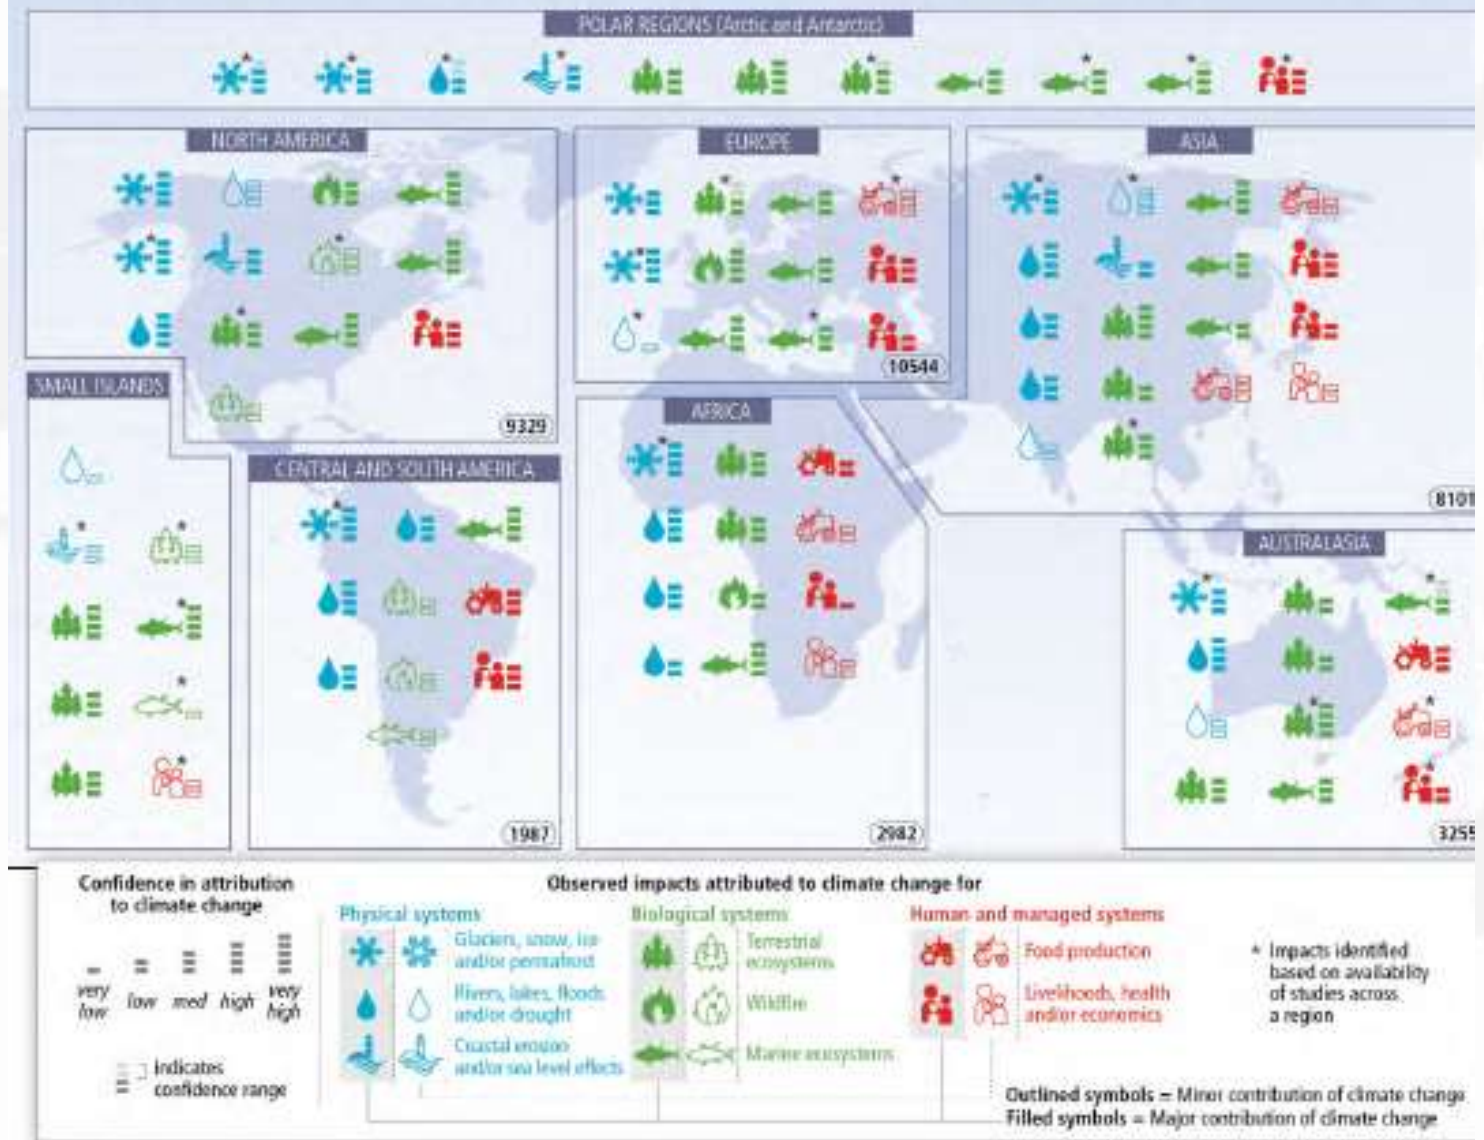 POLAR REGIONS (Arctic and Antarctic)
NORTH AMERICA
EUROPE
ASIA
10544
SMALL ISLANDS
AFRICA
9329
CENTRAL AND SOUTH AMERICA
8101
AUSTRALASIA
1987
2982
3255
Confidence in attribution
to climate change
very low
low
med
high
very high
Indicates
confidence range
Observed impacts attributed to climate change for
Physical systems
Glaciers, snow, ice
and/or permafrost
Rivers, lakes, floods
and/or drought
Coastal erosion
and/or sea level effects
Biological systems
Terrestrial
ecosystems
Wildfire
Marine ecosystems
Human and managed systems
Food production
Livelihoods, health
and/or economics
* Impacts identified
based on availability
of studies across
a region
Outlined symbols = Minor contribution of climate change
Filled symbols = Major contribution of climate change